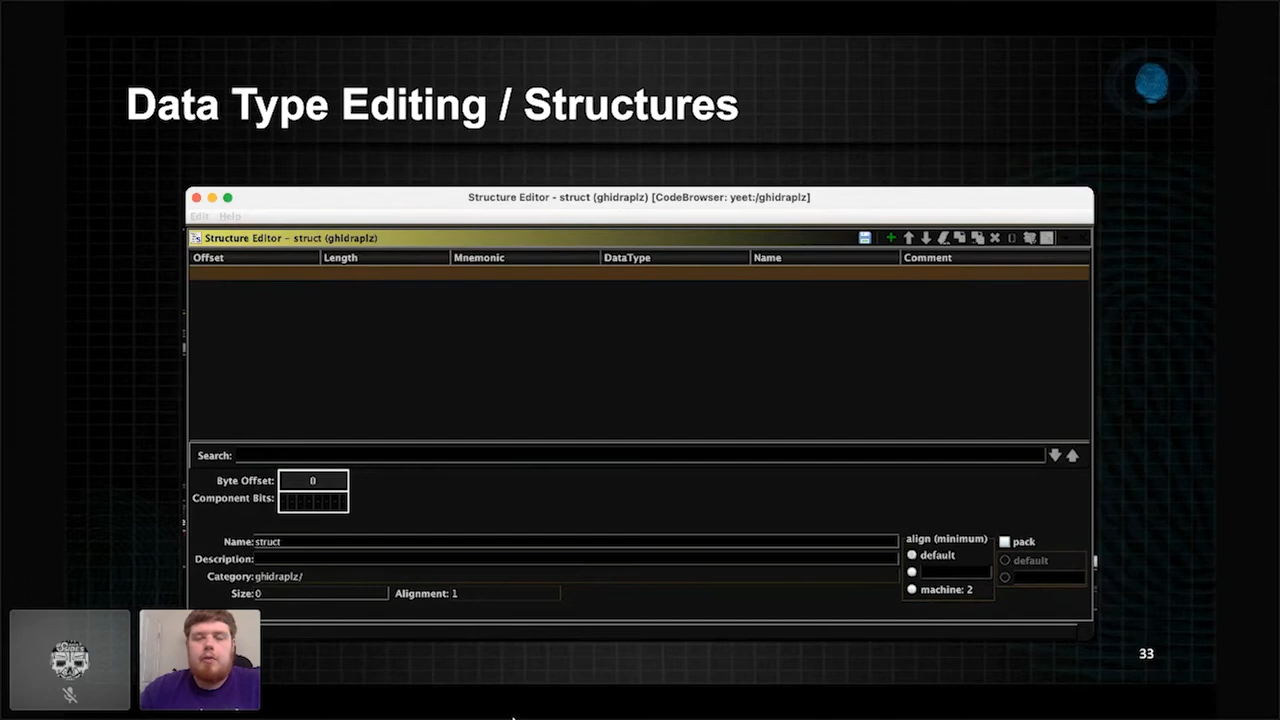 Data Type Editing / Structures
Structure Editor - struct (ghidraplz) [CodeBrowser: yeet:/ghidraplz]
Edit Help
Structure Editor - struct (ghidraplz)
Offset Length Mnemonic DataType Name Comment
Search:
Byte Offset: 0
Component Bits:
Name: struct
align (minimum) pack
Description:
default default
Category: ghidraplz/
Size: 0 Alignment: 1
machine: 2
SIDES
33